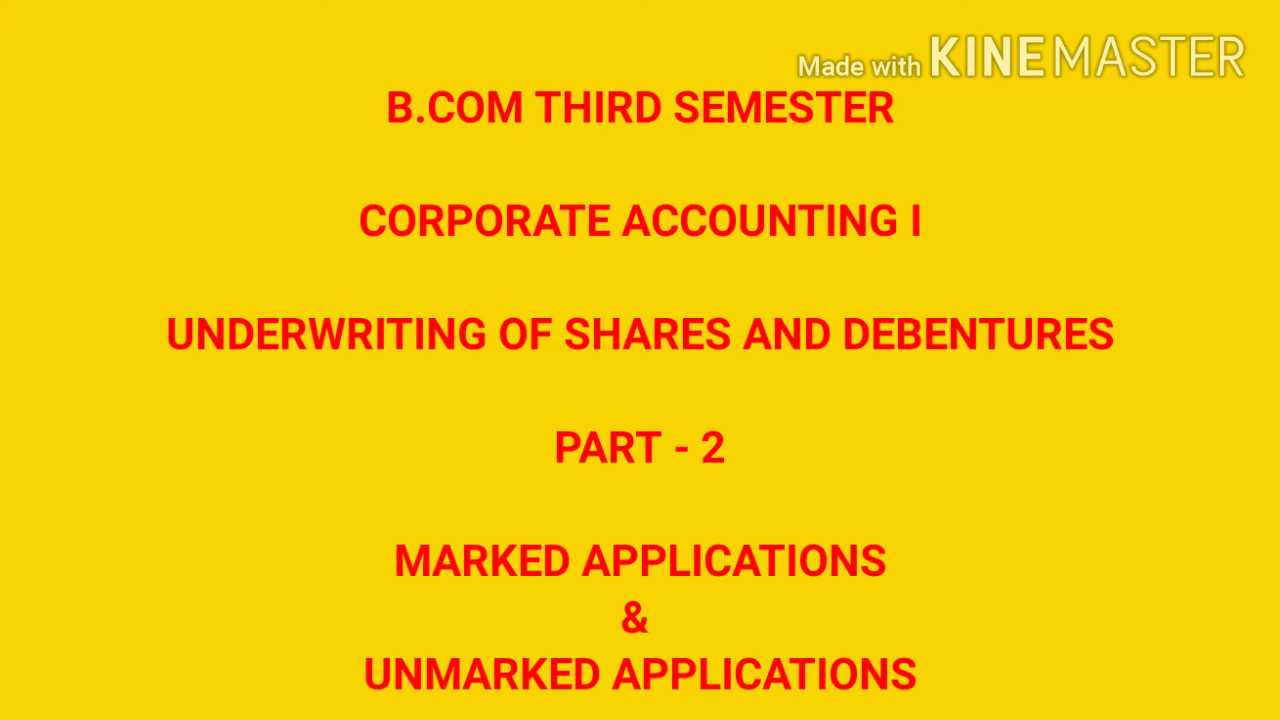 Made with KINEMASTER
B.COM THIRD SEMESTER
CORPORATE ACCOUNTING I
UNDERWRITING OF SHARES AND DEBENTURES
PART - 2
MARKED APPLICATIONS
&
UNMARKED APPLICATIONS